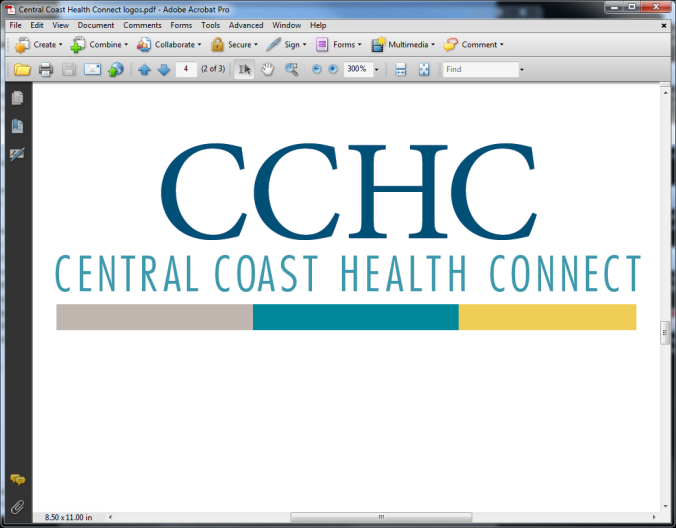 Central Coast Health Connect logos.pdf - Adobe Acrobat Pro
File Edit View Document Comments Forms Tools Advanced Window Help
Create Combine Collaborate Secure Sign Forms Multimedia Comment
4 (2 of 3) 300% Find
CCHC
CENTRAL COAST HEALTH CONNECT
8.50 x 11.00 in